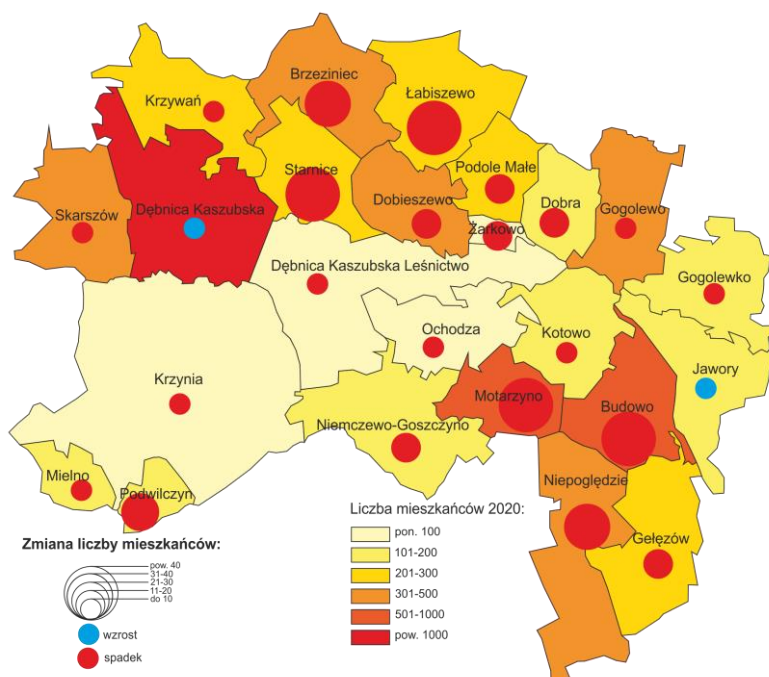 Brzeziniec
Łabiszewo
Krzywań
Starnice
Podole Małe
Dobieszewo
Dobra
Gogolewo
Skarszów
Dębnica Kaszubska
Żarkowo
Dębnica Kaszubska Leśnictwo
Gogolewko
Ochodza
Kotowo
Jawory
Krzynia
Motarzyno
Budowo
Niemczewo-Goszczyno
Mielno
Podwilczyn
Niepoględzie
Gełęzów
Zmiana liczby mieszkańców:
pow. 40
31-40
21-30
11-20
do 10
wzrost
spadek
Liczba mieszkańców 2020:
pon. 100
101-200
201-300
301-500
501-1000
pow. 1000